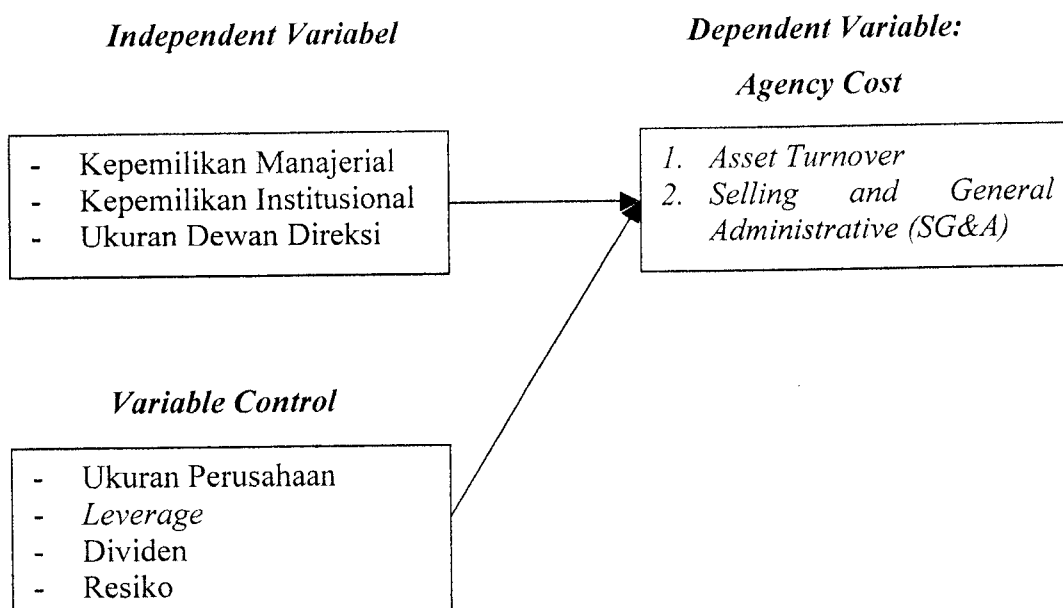 Independent Variabel
- Kepemilikan Manajerial
- Kepemilikan Institusional
- Ukuran Dewan Direksi
Dependent Variable:
Agency Cost
1. Asset Turnover
2. Selling and General
Administrative (SG&A)
Variable Control
- Ukuran Perusahaan
- Leverage
- Dividen
- Resiko